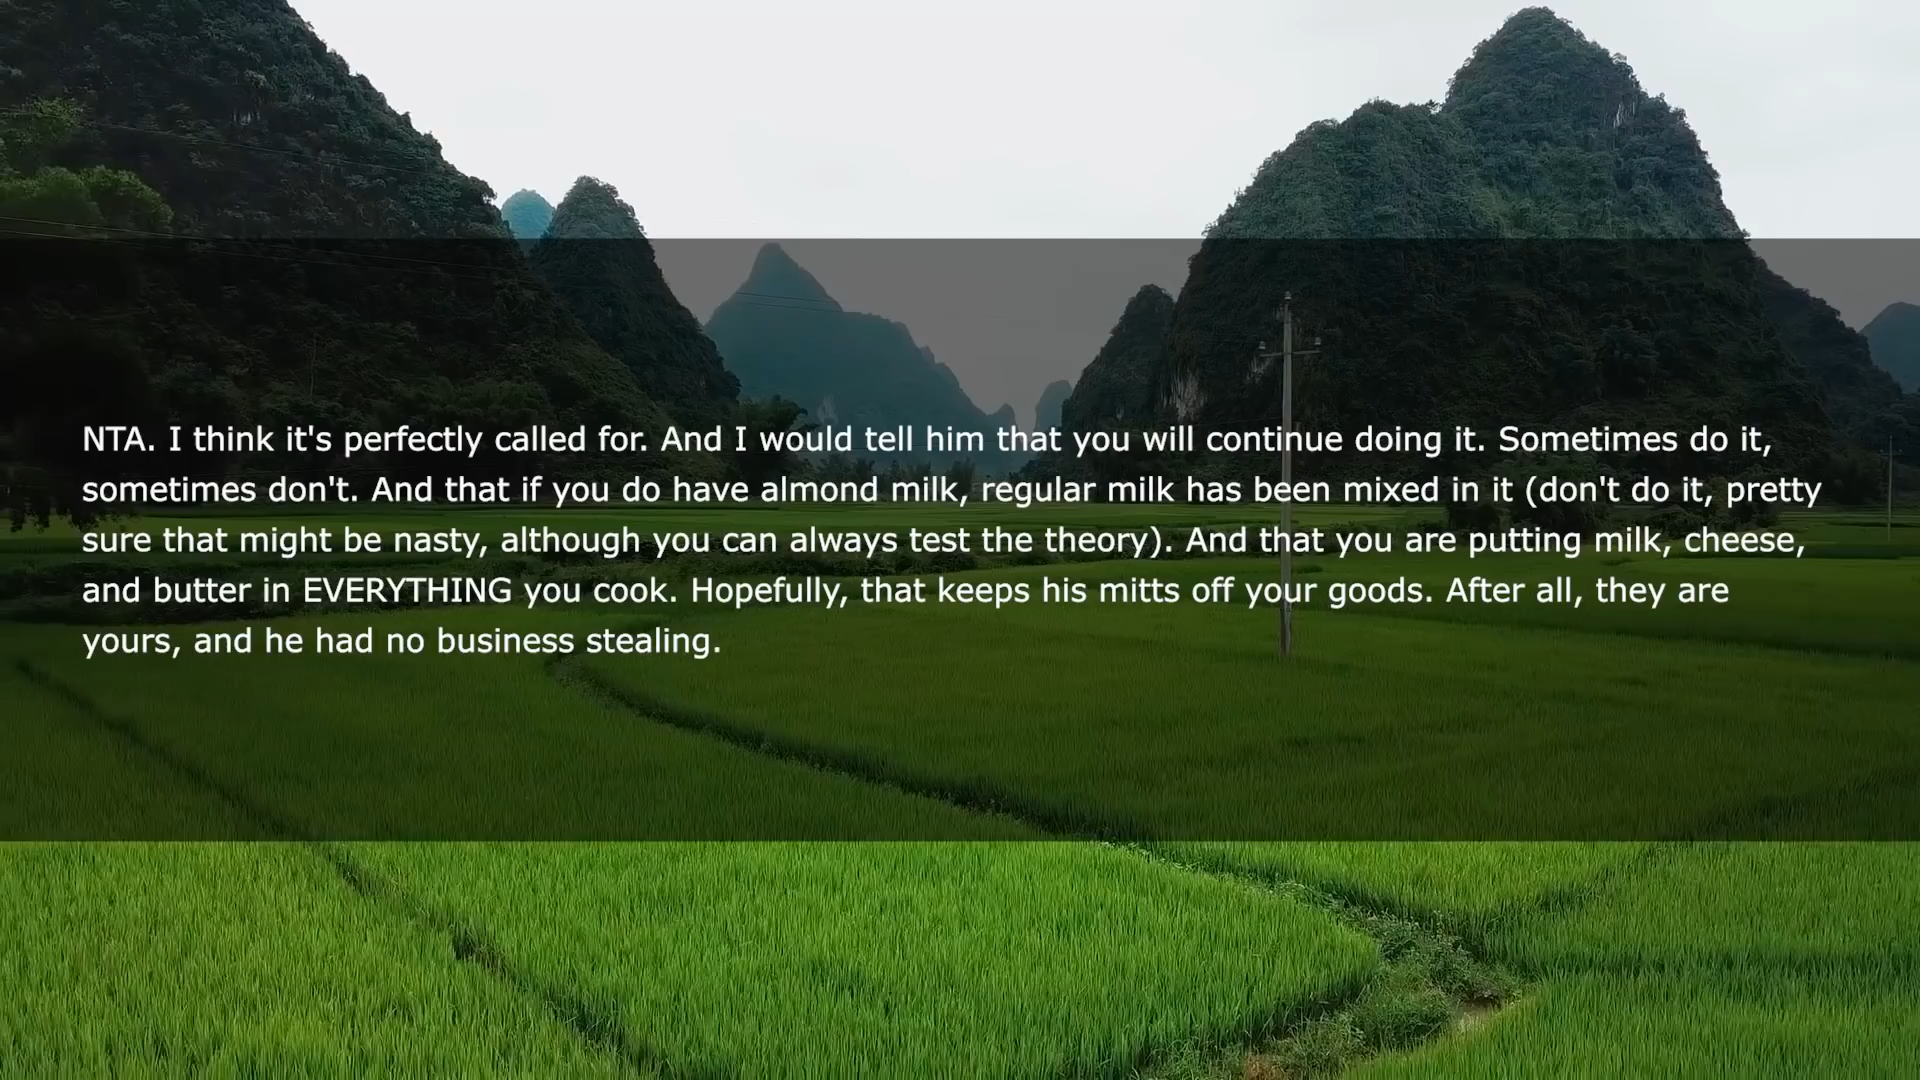 NTA. I think it's perfectly called for. And I would tell him that you will continue doing it. Sometimes do it,
sometimes don't. And that if you do have almond milk, regular milk has been mixed in it (don't do it, pretty
sure that might be nasty, although you can always test the theory). And that you are putting milk, cheese,
and butter in EVERYTHING you cook. Hopefully, that keeps his mitts off your goods. After all, they are
yours, and he had no business stealing.